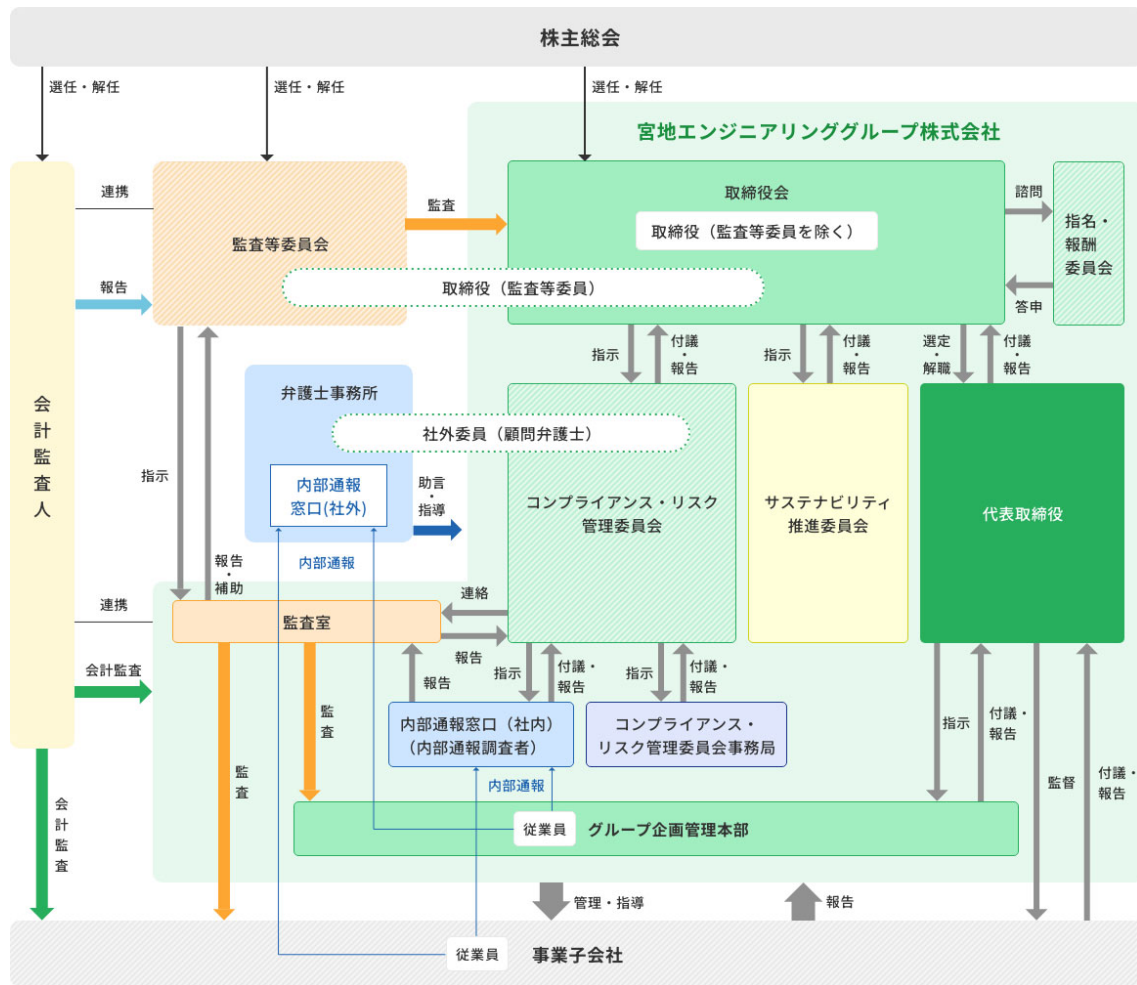 株主総会
選任・解任
選任・解任
選任・解任
宮地エンジニアリンググループ株式会社
連携
監査等委員会
監査
取締役会
取締役（監査等委員を除く）
諮問
指名・
報酬
委員会
答申
報告
取締役（監査等委員）
指示
付議
・
報告
指示
付議
・
報告
選定
・
解職
付議
・
報告
会計監査人
弁護士事務所
社外委員（顧問弁護士）
内部通報
窓口(社外)
助言
・
指導
コンプライアンス・リスク
管理委員会
サステナビリティ
推進委員会
代表取締役
指示
報告
・
補助
内部通報
連携
監査室
連絡
報告
会計監査
報告
指示
付議・
報告
指示
付議・
報告
監査
監査
内部通報窓口（社内）
（内部通報調査者）
コンプライアンス・
リスク管理委員会事務局
指示
付議・
報告
監督
付議・
報告
内部通報
従業員
グループ企画管理本部
会計監査
管理・指導
報告
従業員
事業子会社